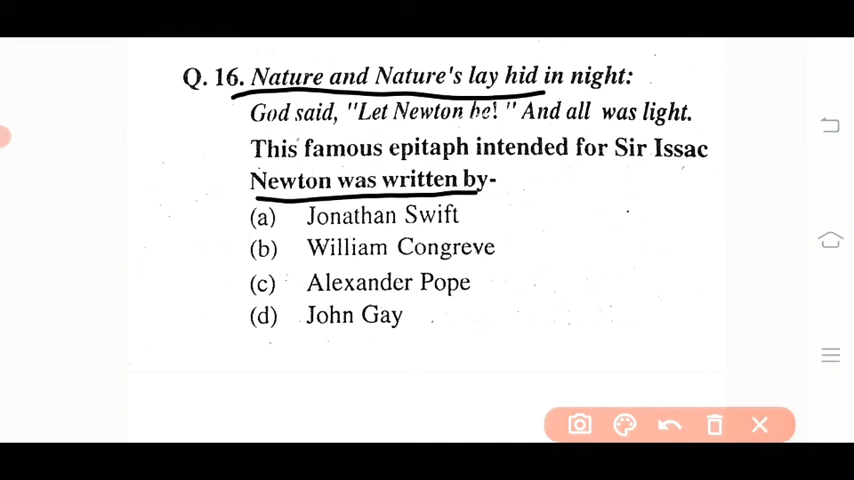 Q. 16. Nature and Nature's lay hid in night:
God said, "Let Newton be! " And all was light.
This famous epitaph intended for Sir Issac
Newton was written by-
(a) Jonathan Swift
(b) William Congreve
(c) Alexander Pope
(d) John Gay